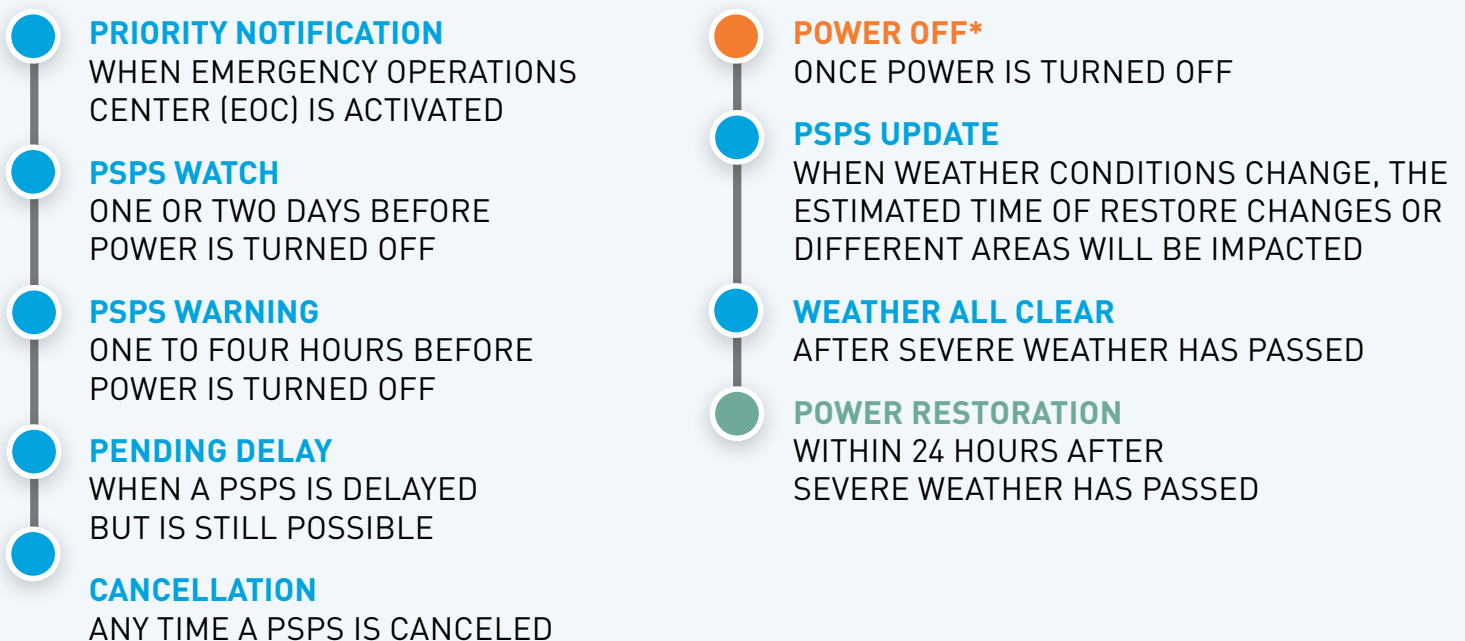 PRIORITY NOTIFICATION
WHEN EMERGENCY OPERATIONS
CENTER (EOC) IS ACTIVATED
PSPS WATCH
ONE OR TWO DAYS BEFORE
POWER IS TURNED OFF
PSPS WARNING
ONE TO FOUR HOURS BEFORE
POWER IS TURNED OFF
PENDING DELAY
WHEN A PSPS IS DELAYED
BUT IS STILL POSSIBLE
CANCELLATION
ANY TIME A PSPS IS CANCELED
POWER OFF*
ONCE POWER IS TURNED OFF
PSPS UPDATE
WHEN WEATHER CONDITIONS CHANGE, THE
ESTIMATED TIME OF RESTORE CHANGES OR
DIFFERENT AREAS WILL BE IMPACTED
WEATHER ALL CLEAR
AFTER SEVERE WEATHER HAS PASSED
POWER RESTORATION
WITHIN 24 HOURS AFTER
SEVERE WEATHER HAS PASSED